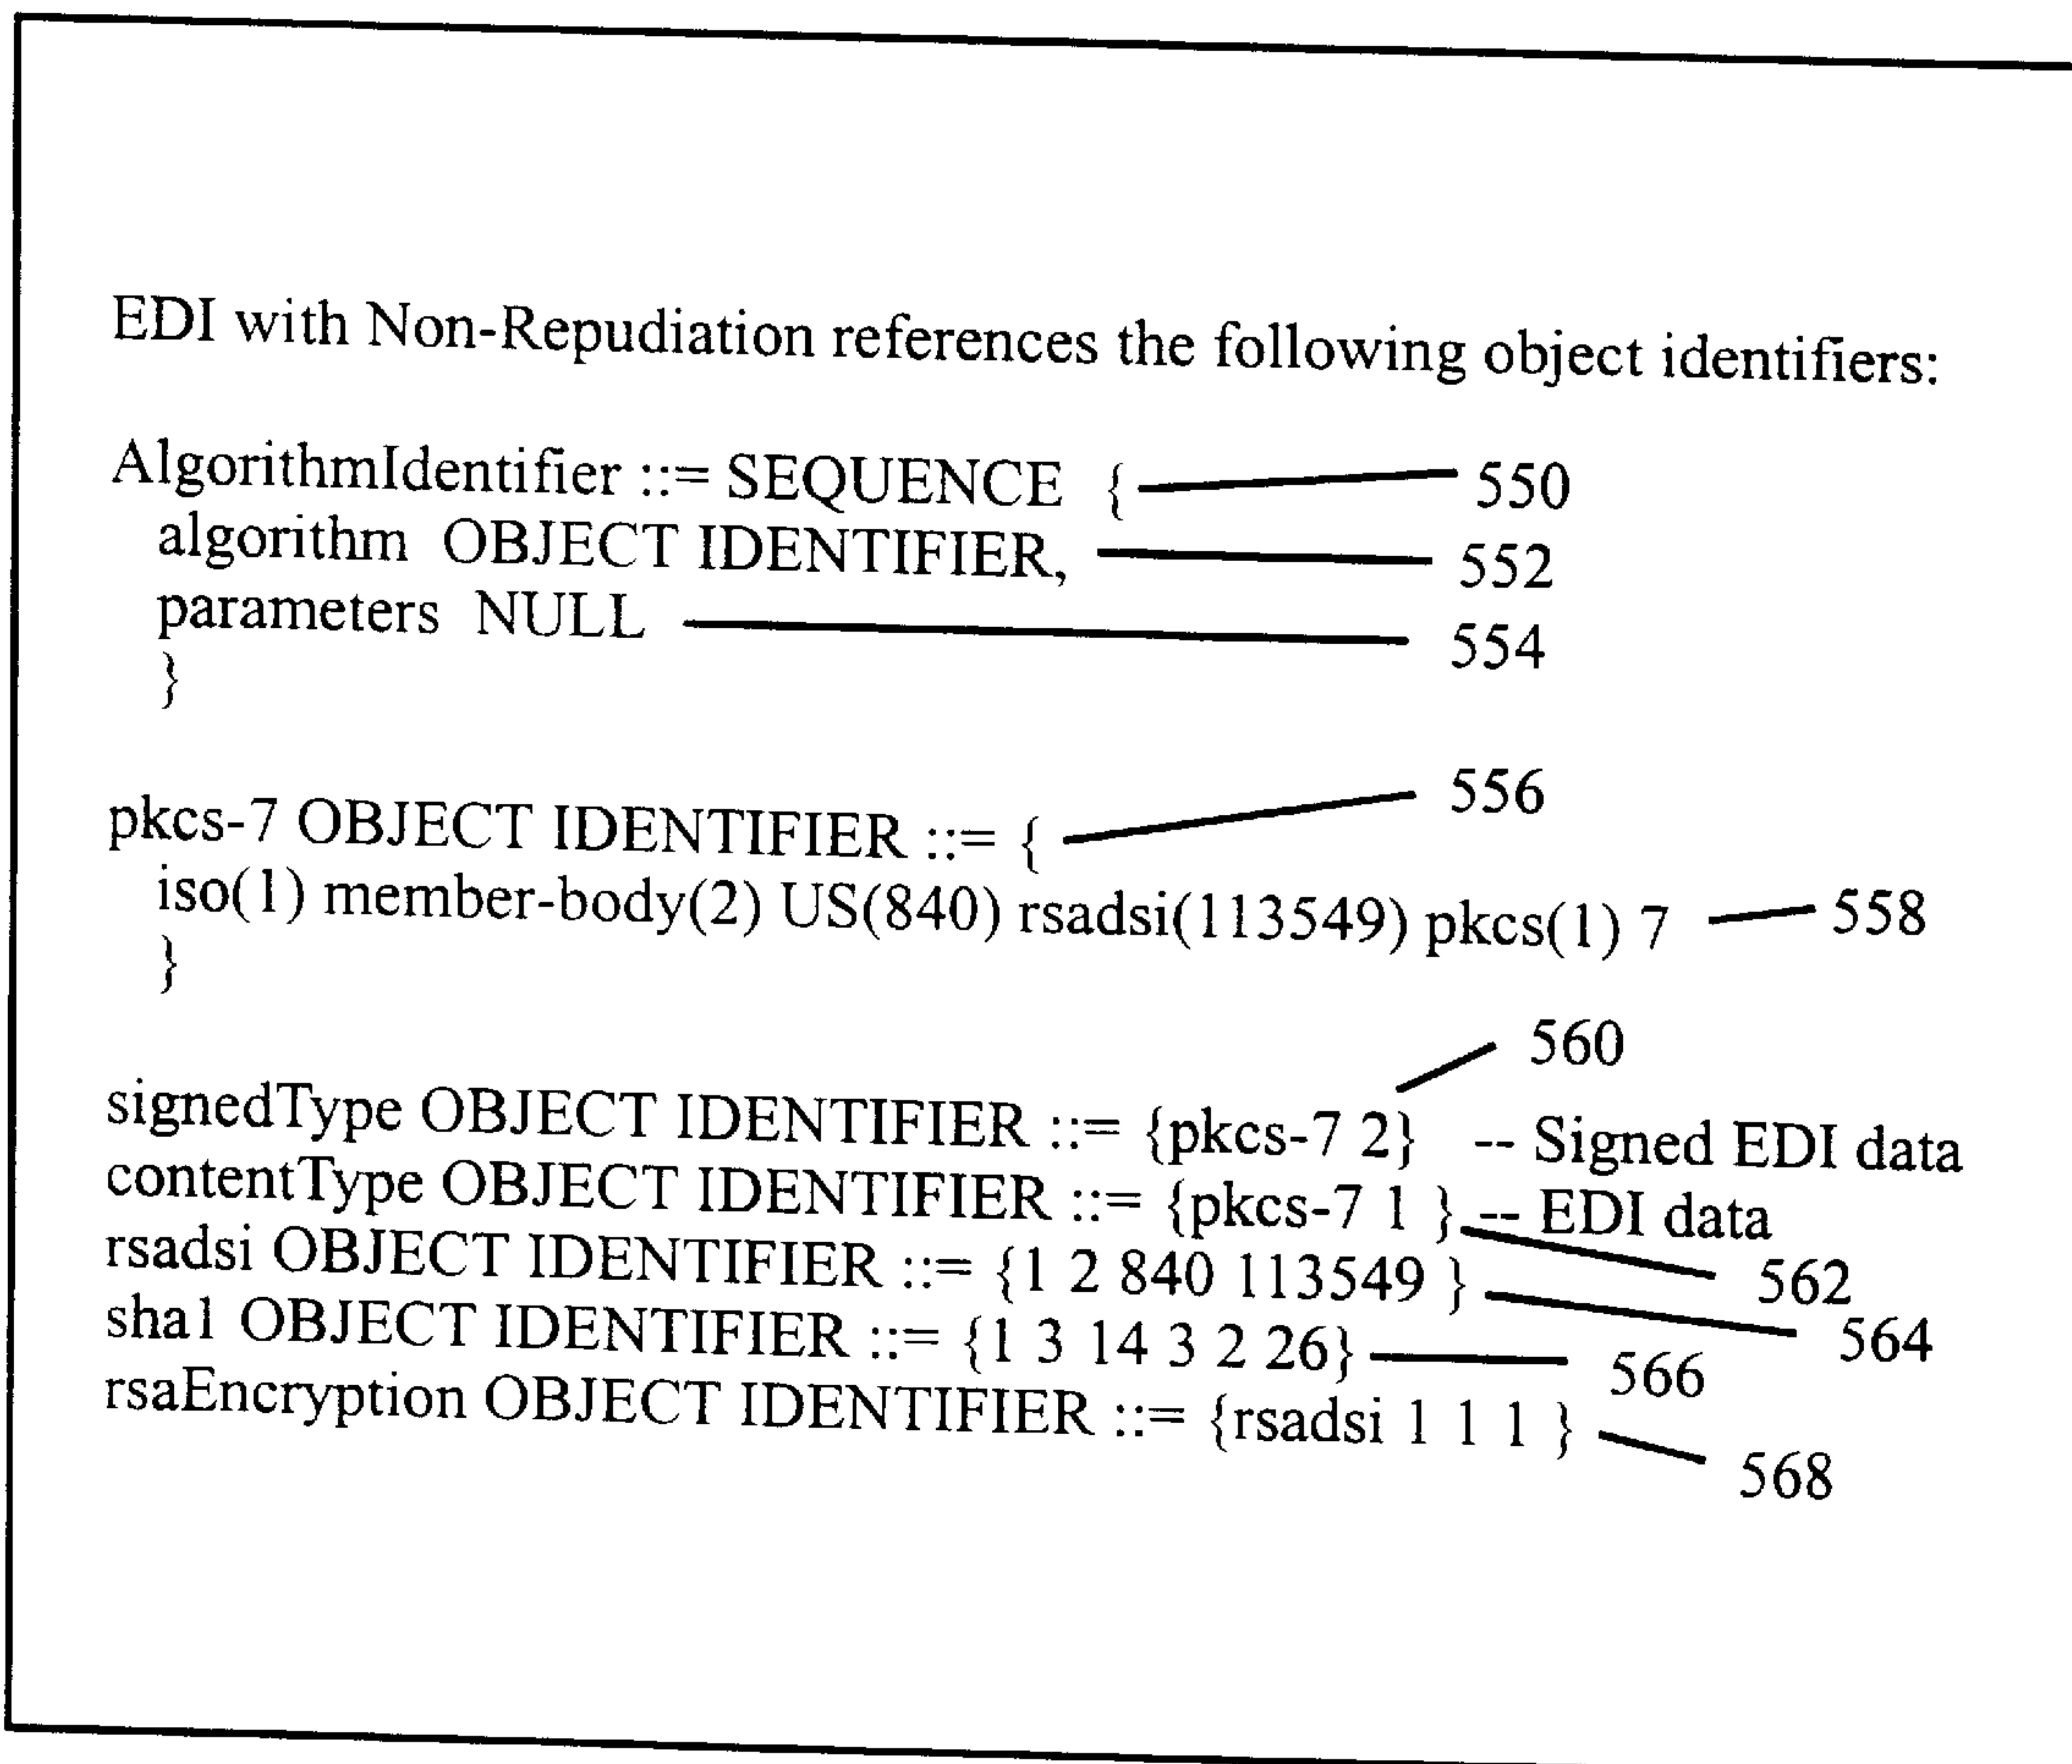 EDI with Non-Repudiation references the following object identifiers:
AlgorithmIdentifier ::= SEQUENCE { 550
algorithm OBJECT IDENTIFIER, 552
parameters NULL 554
}
556
pkcs-7 OBJECT IDENTIFIER ::= {
iso(1) member-body(2) US(840) rsadsi(113549) pkcs(1) 7 558
}
560
signedType OBJECT IDENTIFIER ::= {pkcs-7 2} -- Signed EDI data
contentType OBJECT IDENTIFIER ::= {pkcs-7 1 } -- EDI data
rsadsi OBJECT IDENTIFIER ::= {1 2 840 113549 } 562
sha1 OBJECT IDENTIFIER ::= {1 3 14 3 2 26} 566 564
rsaEncryption OBJECT IDENTIFIER ::= {rsadsi 1 1 1 }
568